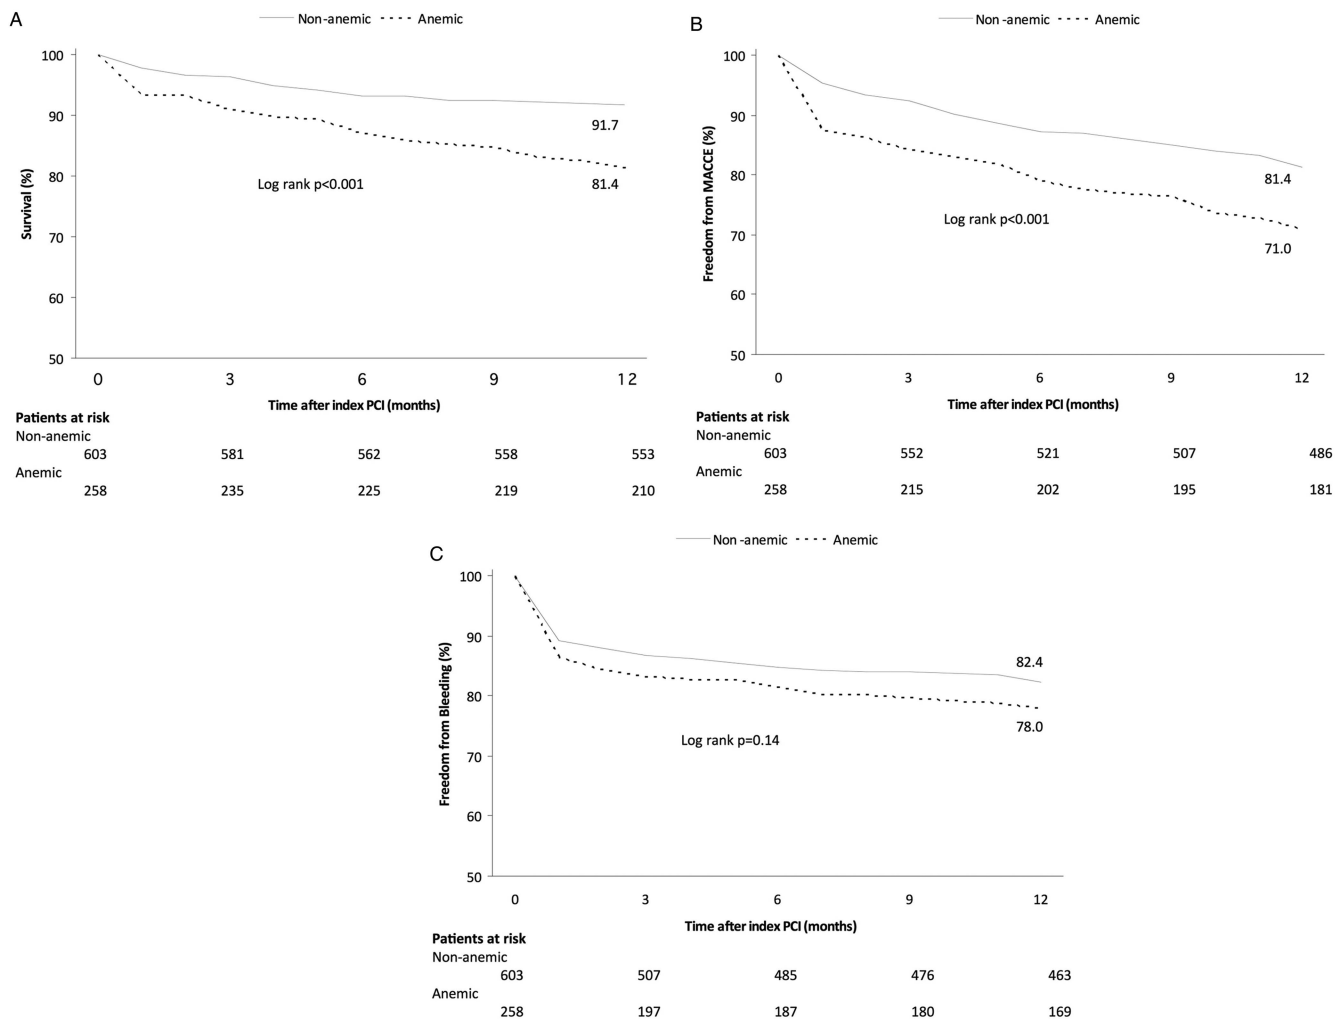 A
Non-anemic Anemic
100
90
80
70
60
50
Survival (%)
91.7
81.4
Log rank p<0.001
0 3 6 9 12
Time after index PCI (months)
Patients at risk
Non-anemic
603 581 562 558 553
Anemic
258 235 225 219 210
B
Non-anemic Anemic
100
90
80
70
60
50
Freedom from MACCE (%)
81.4
Log rank p<0.001
71.0
0 3 6 9 12
Time after index PCI (months)
Patients at risk
Non-anemic
603 552 521 507 486
Anemic
258 215 202 195 181
C
Non-anemic Anemic
100
90
80
70
60
50
Freedom from Bleeding (%)
82.4
78.0
Log rank p=0.14
0 3 6 9 12
Time after index PCI (months)
Patients at risk
Non-anemic
603 507 485 476 463
Anemic
258 197 187 180 169